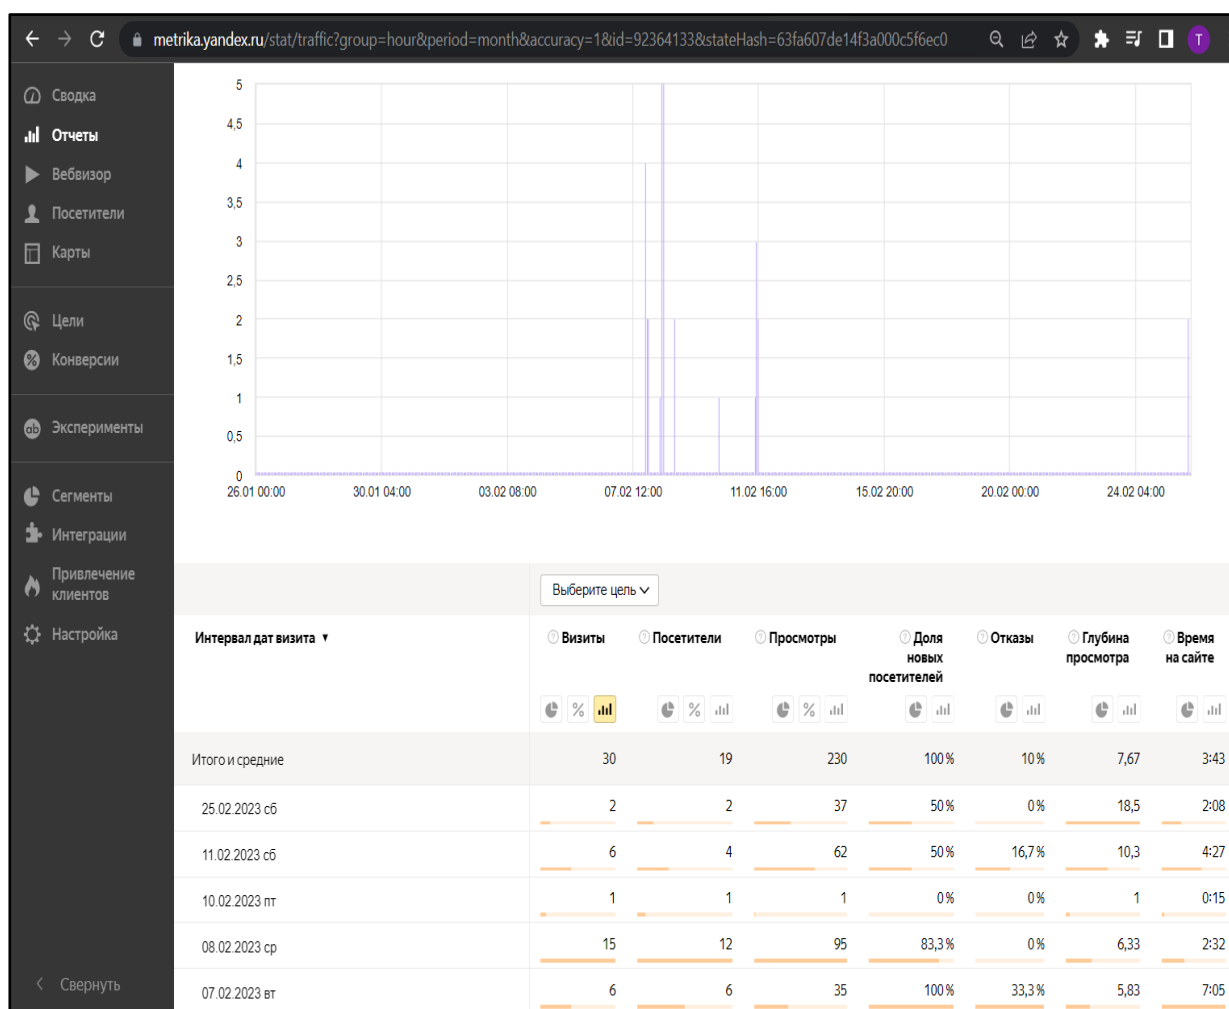 metrika.yandex.ru/stat/traffic?group=hour&period=month&accuracy=1&id=92364133&stateHash=63fa607de14f3a000c5f6ec0
T
Сводка
Отчеты
Вебвизор
Посетители
Карты
Цели
Конверсии
ab Эксперименты
Сегменты
Интеграции
Привлечение
клиентов
Настройка
Свернуть
5
4,5
4
3,5
3
2,5
2
1,5
1
0,5
0
26.01 00:00 30.01 04:00 03.02 08:00 07.02 12:00 11.02 16:00 15.02 20:00 20.02 00:00 24.02 04:00
Выберите цель
Интервал дат визита ▼ Визиты Посетители Просмотры Доля новых посетителей Отказы Глубина просмотра Время на сайте
% % %
Итого и средние 30 19 230 100 % 10 % 7,67 3:43
25.02.2023 сб 2 2 37 50 % 0 % 18,5 2:08
11.02.2023 сб 6 4 62 50 % 16,7 % 10,3 4:27
10.02.2023 пт 1 1 1 0 % 0 % 1 0:15
08.02.2023 ср 15 12 95 83,3 % 0 % 6,33 2:32
07.02.2023 вт 6 6 35 100 % 33,3 % 5,83 7:05